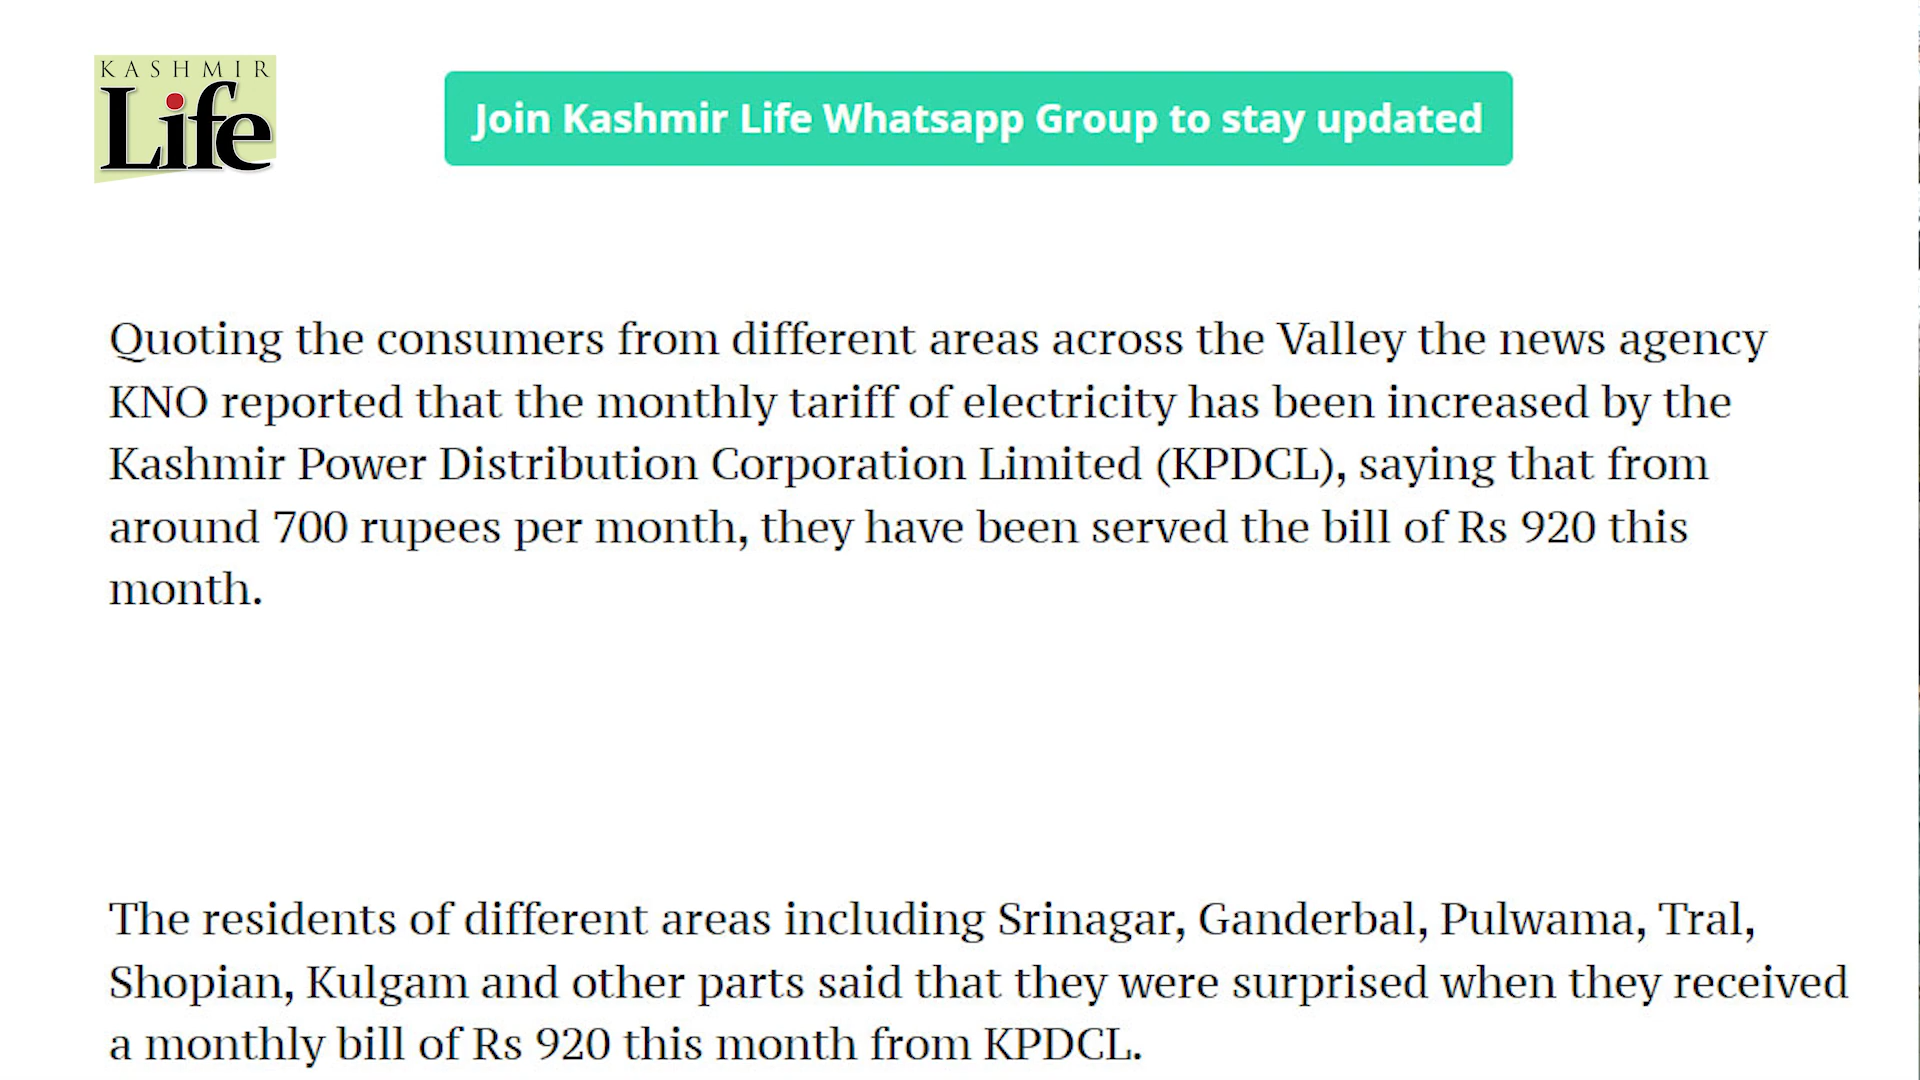 KASHMIR
Life
Join Kashmir Life Whatsapp Group to stay updated
Quoting the consumers from different areas across the Valley the news agency
KNO reported that the monthly tariff of electricity has been increased by the
Kashmir Power Distribution Corporation Limited (KPDCL), saying that from
around 700 rupees per month, they have been served the bill of Rs 920 this
month.
The residents of different areas including Srinagar, Ganderbal, Pulwama, Tral,
Shopian, Kulgam and other parts said that they were surprised when they received
a monthly bill of Rs 920 this month from KPDCL.